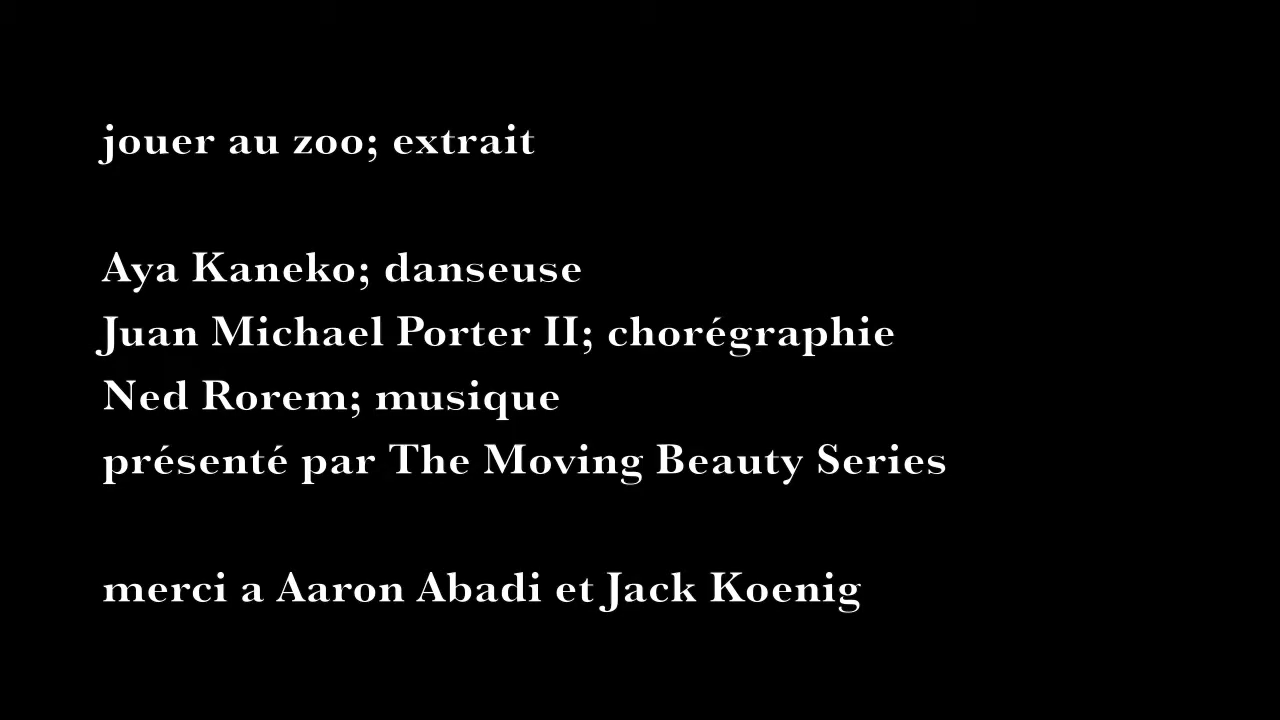 jouer au zoo; extrait
Aya Kaneko; danseuse
Juan Michael Porter II; chorégraphie
Ned Rorem; musique
présenté par The Moving Beauty Series
merci a Aaron Abadi et Jack Koenig